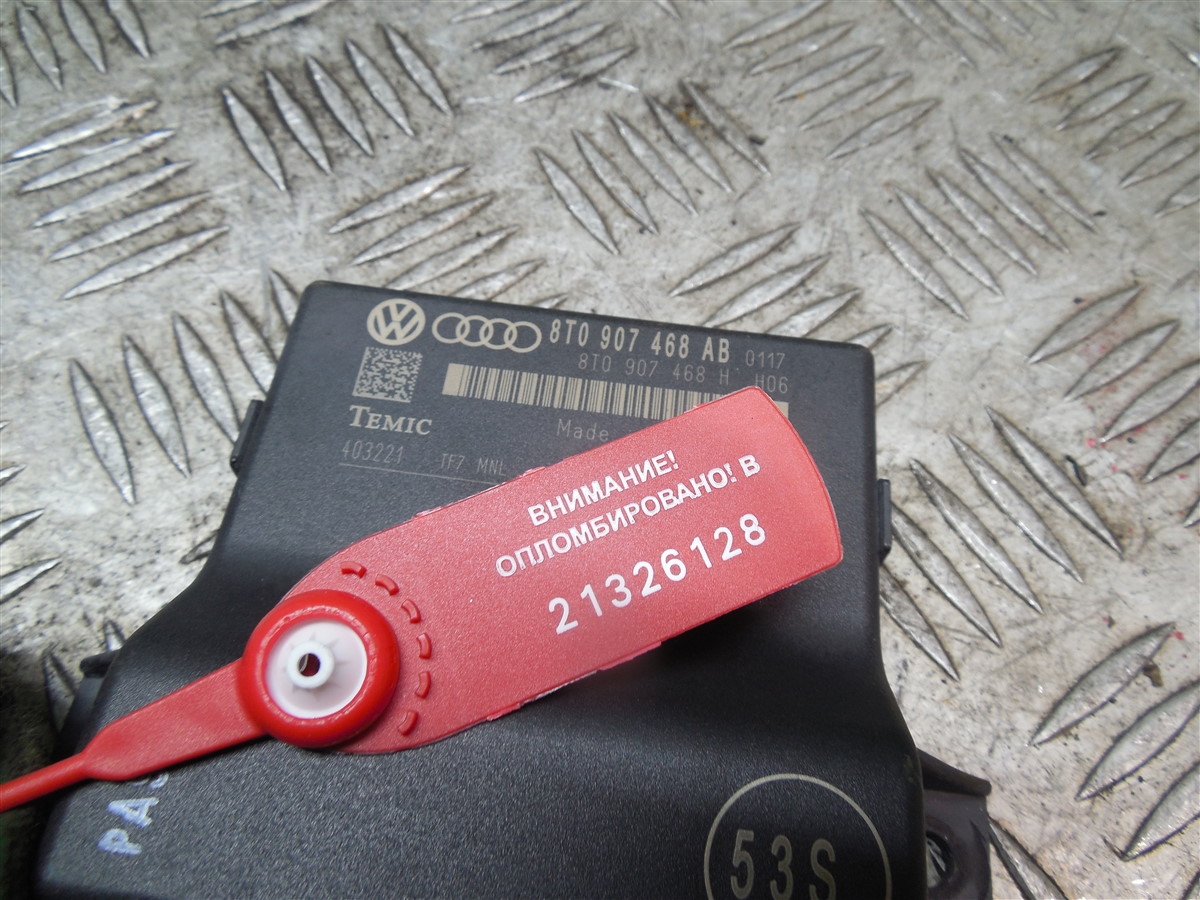 8T0 907 468 AB 0117
8T0 907 468 H H06
TEMIC
Made
403221 TF7 MNL
ВНИМАНИЕ!
ОПЛОМБИРОВАНО! В
21326128
53S